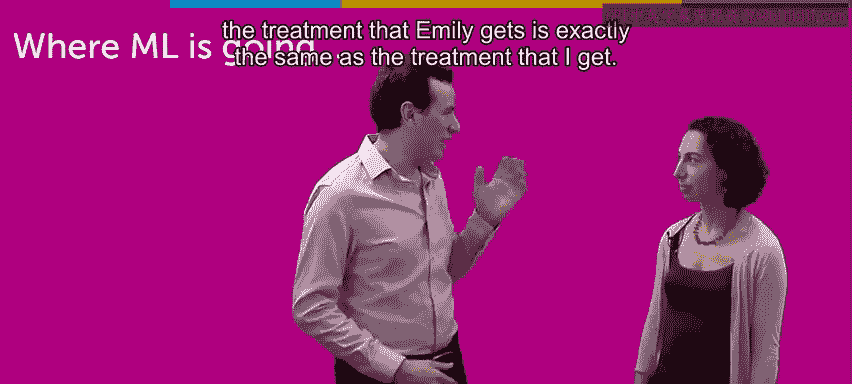 the treatment that Emily gets is exactly
Where ML is going...
the same as the treatment that I get.